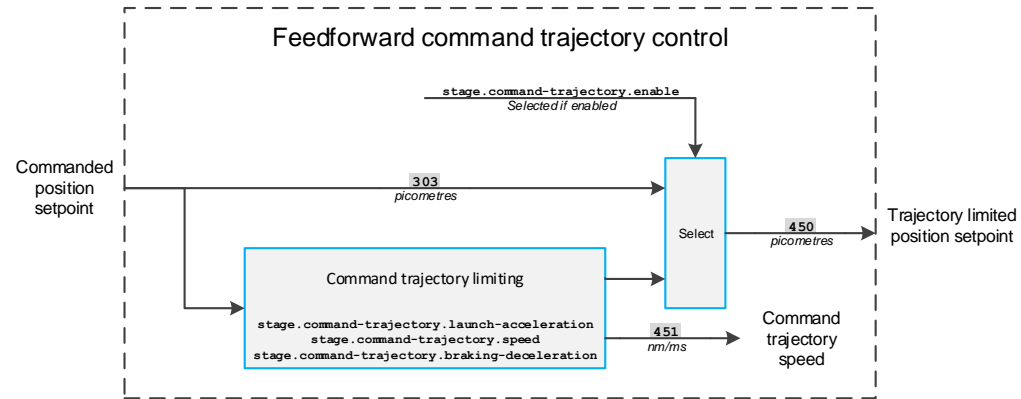 Feedforward command trajectory control
stage.command-trajectory.enable
Selected if enabled
Commanded
position
setpoint
303
picometres
Select
450
picometres
Trajectory limited
position setpoint
Command trajectory limiting
stage.command-trajectory.launch-acceleration
stage.command-trajectory.speed
stage.command-trajectory.braking-deceleration
451
nm/ms
Command
trajectory
speed